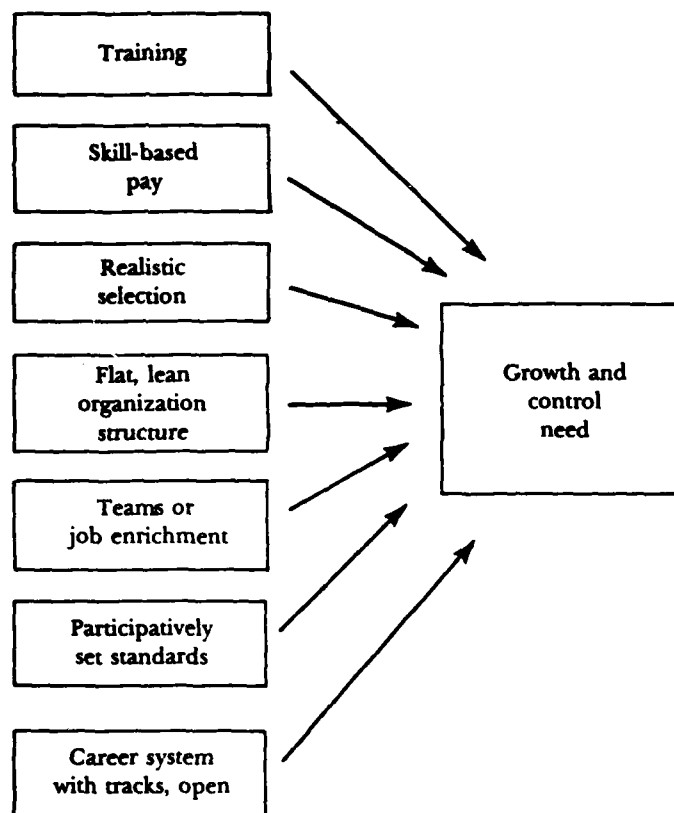 Training
Skill-based
pay
Realistic
selection
Flat, lean
organization
structure
Teams or
job enrichment
Participatively
set standards
Career system
with tracks, open
Growth and
control
need